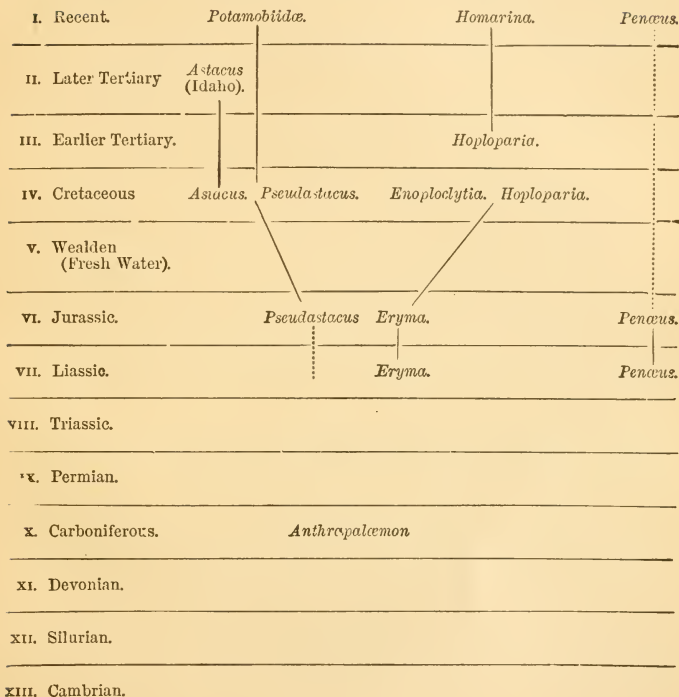 I. Recent. Potamobiidæ. Homarina. Penæus.
II. Later Tertiary Astacus
(Idaho).
III. Earlier Tertiary. Hoploparia.
IV. Cretaceous Astacus. Pseudastacus. Enoploclytia. Hoploparia.
V. Wealden
(Fresh Water).
VI. Jurassic. Pseudastacus Eryma. Penæus.
VII. Liassic. Eryma. Penæus.
VIII. Triassic.
IX. Permian.
X. Carboniferous. Anthrapalæmon
XI. Devonian.
XII. Silurian.
XIII. Cambrian.